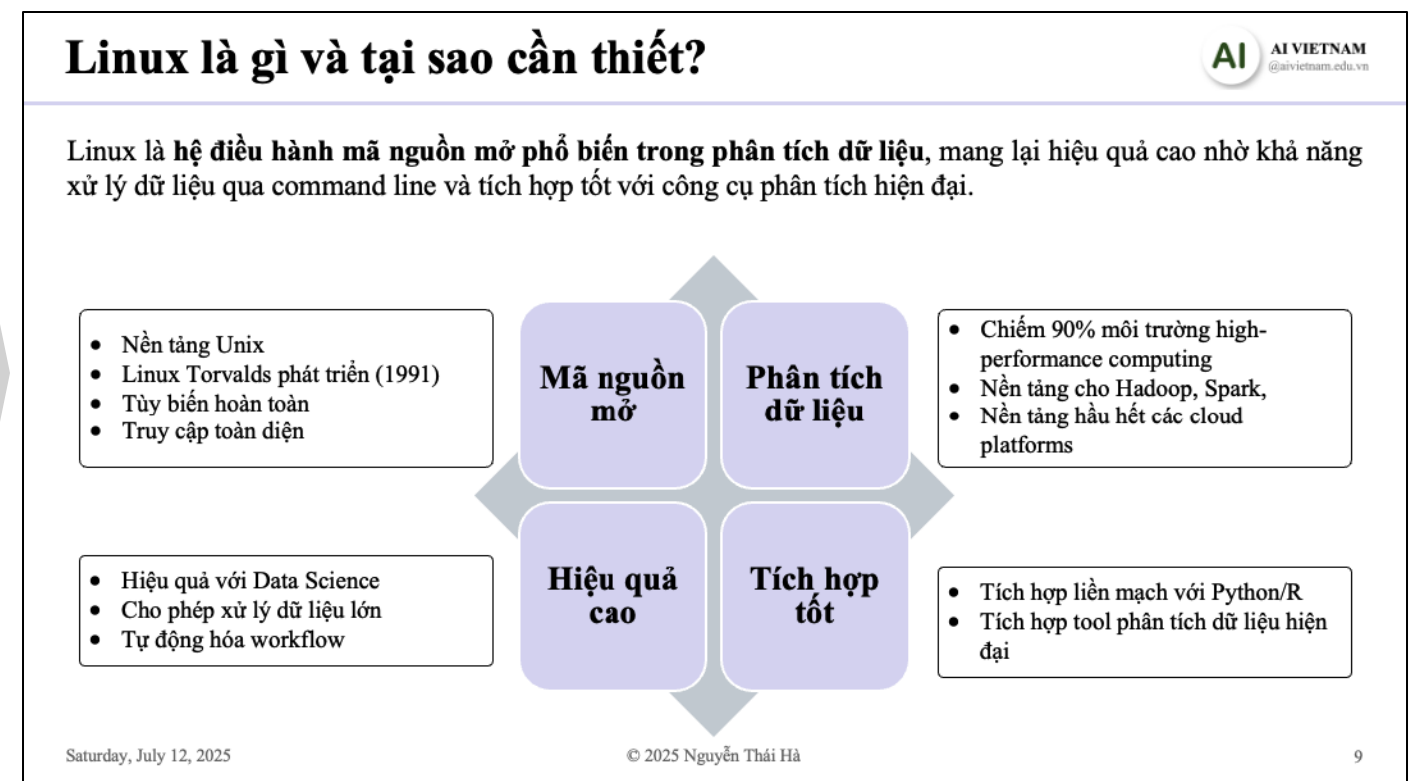 Linux là gì và tại sao cần thiết?
AI
AI VIETNAM
@aivietnam.edu.vn
Linux là hệ điều hành mã nguồn mở phổ biến trong phân tích dữ liệu, mang lại hiệu quả cao nhờ khả năng
xử lý dữ liệu qua command line và tích hợp tốt với công cụ phân tích hiện đại.
• Nền tảng Unix
• Linux Torvalds phát triển (1991)
• Tùy biến hoàn toàn
• Truy cập toàn diện
Mã nguồn
mở
Phân tích
dữ liệu
• Chiếm 90% môi trường high-
performance computing
• Nền tảng cho Hadoop, Spark,
• Nền tảng hầu hết các cloud
platforms
• Hiệu quả với Data Science
• Cho phép xử lý dữ liệu lớn
• Tự động hóa workflow
Hiệu quả
cao
Tích hợp
tốt
• Tích hợp liền mạch với Python/R
• Tích hợp tool phân tích dữ liệu hiện
đại
Saturday, July 12, 2025
© 2025 Nguyễn Thái Hà
9